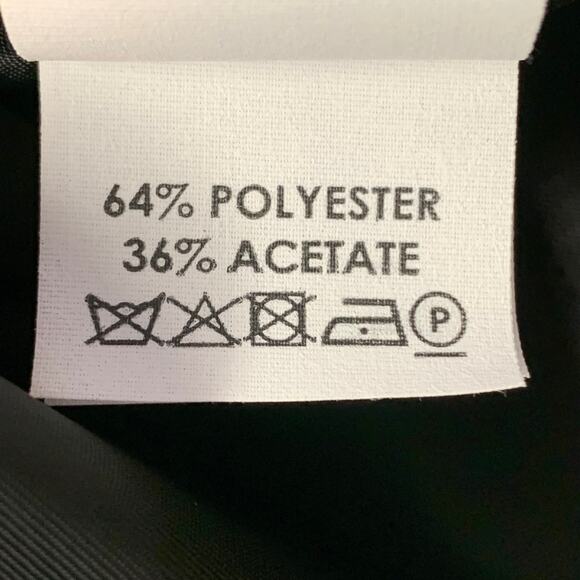 64% POLYESTER
36% ACETATE
P